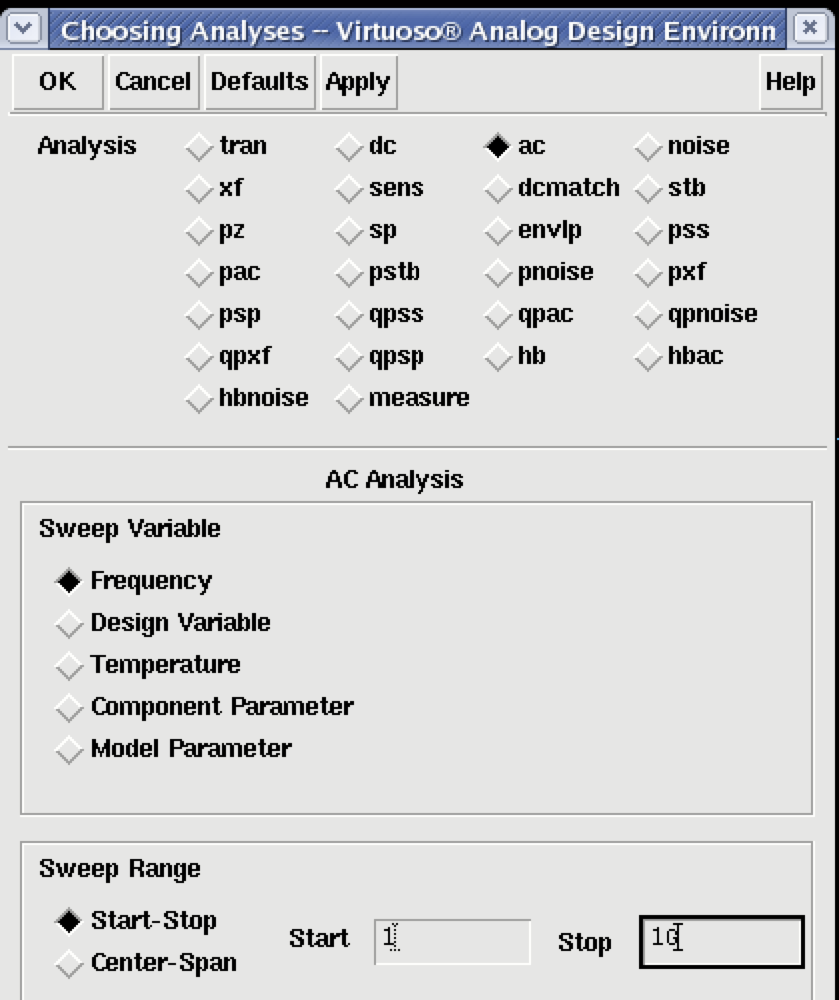 Choosing Analyses -- Virtuoso® Analog Design Environn
OK Cancel Defaults Apply Help
Analysis tran dc ac noise
xf sens dcmatch stb
pz sp envlp pss
pac pstb pnoise pxf
psp qpss qpac qpnoise
qpxf qpsp hb hbac
hbnoise measure
AC Analysis
Sweep Variable
Frequency
Design Variable
Temperature
Component Parameter
Model Parameter
Sweep Range
Start-Stop
Start 1 Stop
Center-Span